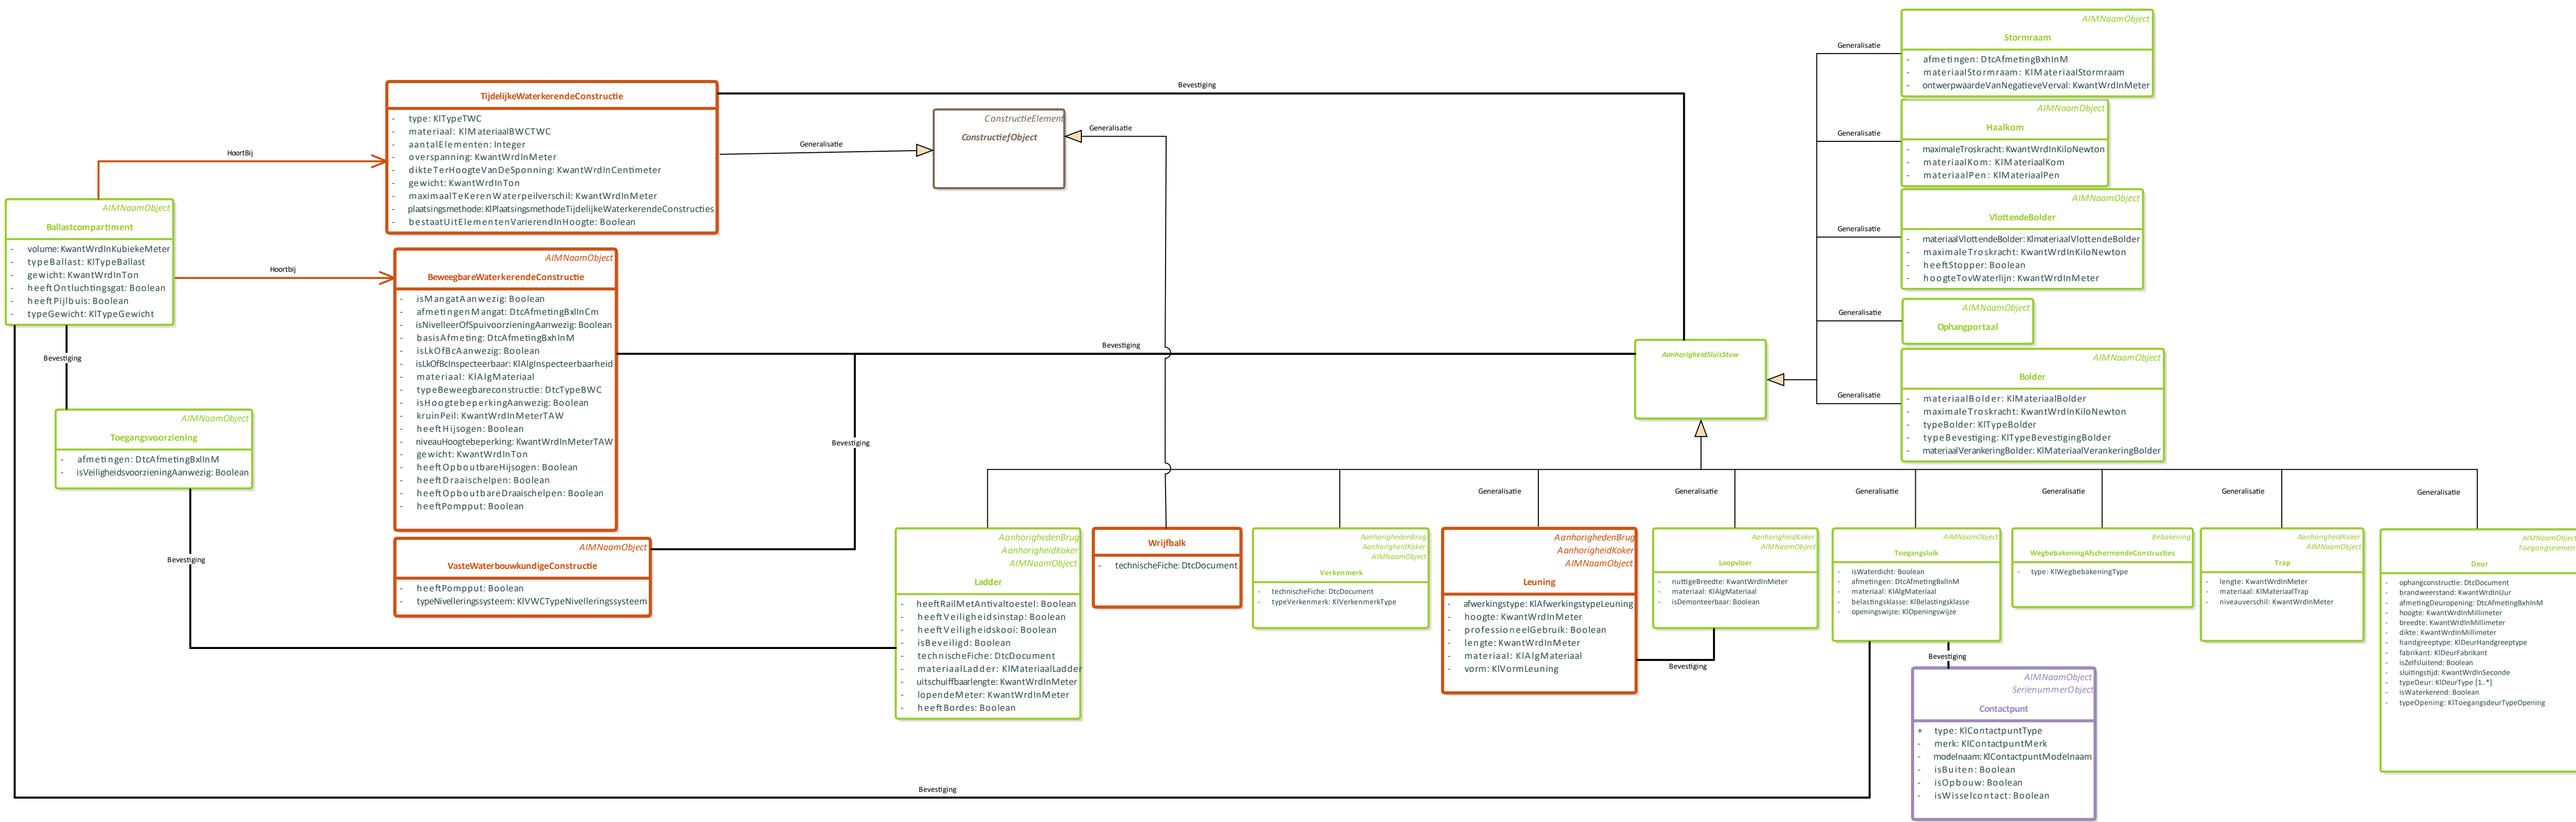 AIMNaamObject
Stormraam
- afmetingen: DtcAfmetingBxhInM
- materiaalStormraam: KlMateriaalStormraam
- ontwerpwaardeVanNegatieveVerval: KwantWrdInMeter
Generalisatie
AIMNaamObject
Haalkom
- maximaleTroskracht: KwantWrdInKiloNewton
- materiaalKom: KlMateriaalKom
- materiaalPen: KlMateriaalPen
Generalisatie
AIMNaamObject
VlottendeBolder
- materiaalVlottendeBolder: KlmateriaalVlottendeBolder
- maximaleTroskracht: KwantWrdInKiloNewton
- heeftStopper: Boolean
- hoogteTovWaterlijn: KwantWrdInMeter
Generalisatie
AIMNaamObject
Ophangportaal
Generalisatie
AIMNaamObject
Bolder
- materiaalBolder: KlMateriaalBolder
- maximaleTroskracht: KwantWrdInKiloNewton
- typeBolder: KlTypeBolder
- typeBevestiging: KlTypeBevestigingBolder
- materiaalVerankeringBolder: KlMateriaalVerankeringBolder
Generalisatie
TijdelijkeWaterkerendeConstructie
- type: KlTypeTWC
- materiaal: KlMateriaalBWCTWC
- aantalElementen: Integer
- overspanning: KwantWrdInMeter
- dikteTerHoogteVanDeSponning: KwantWrdInCentimeter
- gewicht: KwantWrdInTon
- maximaalTeKerenWaterpeilverschil: KwantWrdInMeter
- plaatsingsmethode: KlPlaatsingsmethodeTijdelijkeWaterkerendeConstructies
- bestaatUitElementenVarierendInHoogte: Boolean
Bevestiging
Generalisatie
ConstructieElement
ConstructiefObject
Generalisatie
HoortBij
AIMNaamObject
Ballastcompartiment
- volume: KwantWrdInKubiekeMeter
- typeBallast: KlTypeBallast
- gewicht: KwantWrdInTon
- heeftOntluchtingsgat: Boolean
- heeftPijlbuis: Boolean
- typeGewicht: KlTypeGewicht
Hoortbij
AIMNaamObject
BeweegbareWaterkerendeConstructie
- isMangatAanwezig: Boolean
- afmetingenMangat: DtcAfmetingBxlInCm
- isNivelleerOfSpuivoorzieningAanwezig: Boolean
- basisAfmeting: DtcAfmetingBxhInM
- isLkOfBcAanwezig: Boolean
- isLkOfBcInspecteerbaar: KlAlgInspecteerbaarheid
- materiaal: KlAlgMateriaal
- typeBeweegbareconstructie: DtcTypeBWC
- isHoogtebeperkingAanwezig: Boolean
- kruinPeil: KwantWrdInMeterTAW
- heeftHijsogen: Boolean
- niveauHoogtebeperking: KwantWrdInMeterTAW
- gewicht: KwantWrdInTon
- heeftOpboutbareHijsogen: Boolean
- heeftDraaischelpen: Boolean
- heeftOpboutbareDraaischelpen: Boolean
- heeftPompput: Boolean
Bevestiging
AanhorigheidSluisStuw
Bevestiging
Bevestiging
AIMNaamObject
Toegangsvoorziening
- afmetingen: DtcAfmetingBxlInM
- isVeiligheidsvoorzieningAanwezig: Boolean
Bevestiging
AIMNaamObject
VasteWaterbouwkundigeConstructie
- heeftPompput: Boolean
- typeNivelleringssysteem: KlVWCTypeNivelleringssysteem
Generalisatie
Generalisatie
Generalisatie
Generalisatie
Generalisatie
Generalisatie
AanhorighedenBrug
AanhorigheidKoker
AIMNaamObject
Ladder
- heeftRailMetAntivaltoestel: Boolean
- heeftVeiligheidsinstap: Boolean
- heeftVeiligheidskooi: Boolean
- isBeveiligd: Boolean
- technischeFiche: DtcDocument
- materiaalLadder: KlMateriaalLadder
- uitschuiffbaarlengte: KwantWrdInMeter
- lopendeMeter: KwantWrdInMeter
- heeftBordes: Boolean
Wrijfbalk
- technischeFiche: DtcDocument
AanhorighedenBrug
AanhorigheidKoker
AIMNaamObject
Verkenmerk
- technischeFiche: DtcDocument
- typeVerkenmerk: KlVerkenmerkType
AanhorighedenBrug
AanhorigheidKoker
AIMNaamObject
Leuning
- afwerkingstype: KlAfwerkingstypeLeuning
- hoogte: KwantWrdInMeter
- professioneelGebruik: Boolean
- lengte: KwantWrdInMeter
- materiaal: KlAlgMateriaal
- vorm: KlVormLeuning
AanhorigheidKoker
AIMNaamObject
Loopvloer
- nuttigeBreedte: KwantWrdInMeter
- materiaal: KlAlgMateriaal
- isDemonteerbaar: Boolean
Bevestiging
AIMNaamObject
Toegangsluik
- isWaterdicht: Boolean
- afmetingen: DtcAfmetingBxlInM
- materiaal: KlAlgMateriaal
- belastingsklasse: KlBelastingsklasse
- openingswijze: KlOpeningswijze
Bevestiging
Bebakening
WegbebakeningAfschermendeConstructies
- type: KlWegbebakeningType
AanhorigheidKoker
AIMNaamObject
Trap
- lengte: KwantWrdInMeter
- materiaal: KlMateriaalTrap
- niveauverschil: KwantWrdInMeter
AIMNaamObject
Toegangselement
Deur
- ophangconstructie: DtcDocument
- brandweerstand: KwantWrdInUur
- afmetingDeuropening: DtcAfmetingBxhInM
- hoogte: KwantWrdInMillimeter
- breedte: KwantWrdInMillimeter
- dikte: KwantWrdInMillimeter
- handgreeptype: KlDeurHandgreeptype
- fabrikant: KlDeurFabrikant
- isZelfsluitend: Boolean
- sluitingstijd: KwantWrdInSeconde
- typeDeur: KlDeurType [1..*]
- isWaterkerend: Boolean
- typeOpening: KlToegangsdeurTypeOpening
AIMNaamObject
SerienummerObject
Contactpunt
+ type: KlContactpuntType
- merk: KlContactpuntMerk
- modelnaam: KlContactpuntModelnaam
- isBuiten: Boolean
- isOpbouw: Boolean
- isWisselcontact: Boolean
Bevestiging